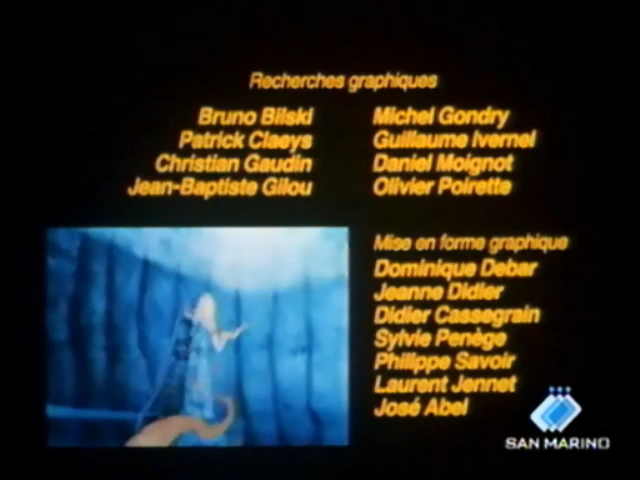 Recherches graphiques
Bruno Bilski
Michel Gondry
Patrick Claeys
Guillaume Ivernel
Christian Gaudin
Daniel Moignot
Jean-Baptiste Gilou
Olivier Poirette
Mise en forme graphique
Dominique Debar
Jeanne Didier
Didier Cassegrain
Sylvie Penège
Philippe Savoir
Laurent Jennet
José Abel
SAN MARINO